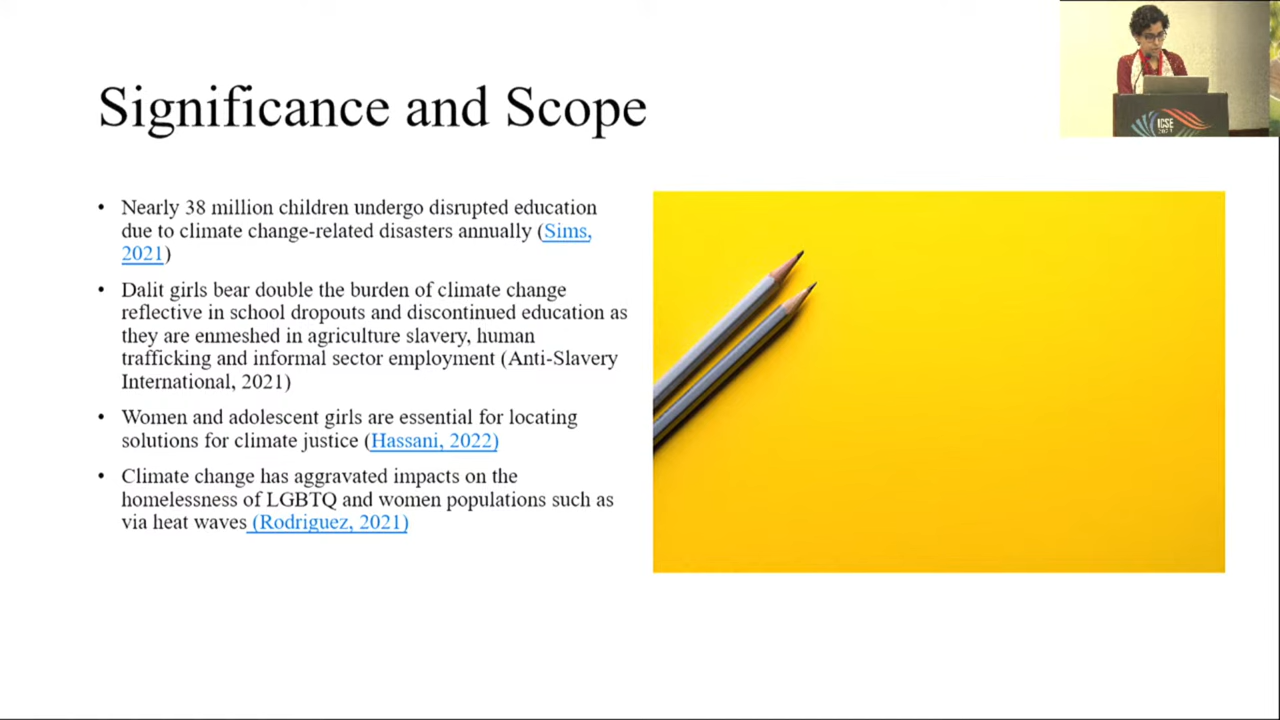 Significance and Scope
• Nearly 38 million children undergo disrupted education
due to climate change-related disasters annually (Sims,
2021)
• Dalit girls bear double the burden of climate change
reflective in school dropouts and discontinued education as
they are enmeshed in agriculture slavery, human
trafficking and informal sector employment (Anti-Slavery
International, 2021)
• Women and adolescent girls are essential for locating
solutions for climate justice (Hassani, 2022)
• Climate change has aggravated impacts on the
homelessness of LGBTQ and women populations such as
via heat waves (Rodriguez, 2021)
ICSE
2023